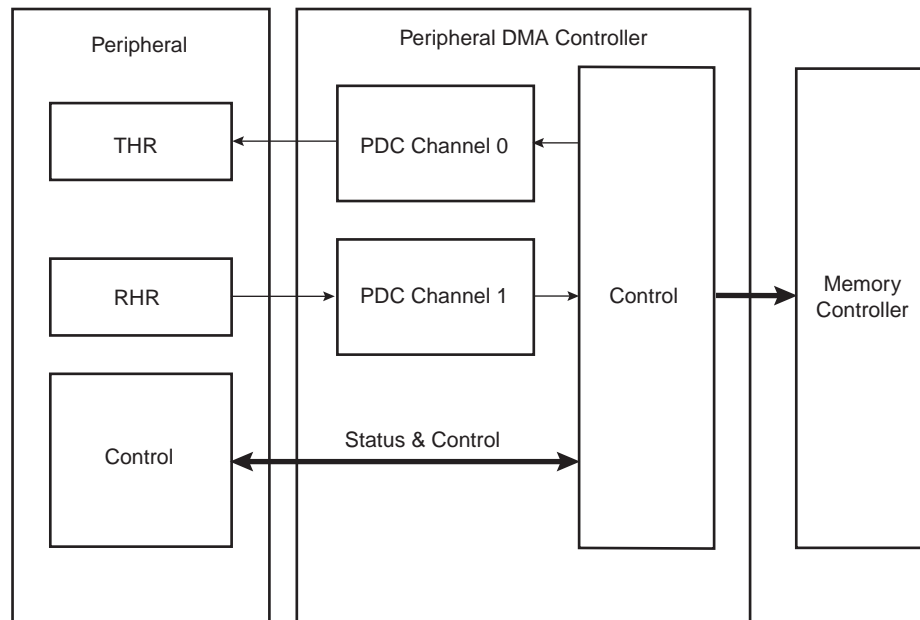 Peripheral
THR
RHR
Control
Peripheral DMA Controller
PDC Channel 0
PDC Channel 1
Control
Status & Control
Memory
Controller